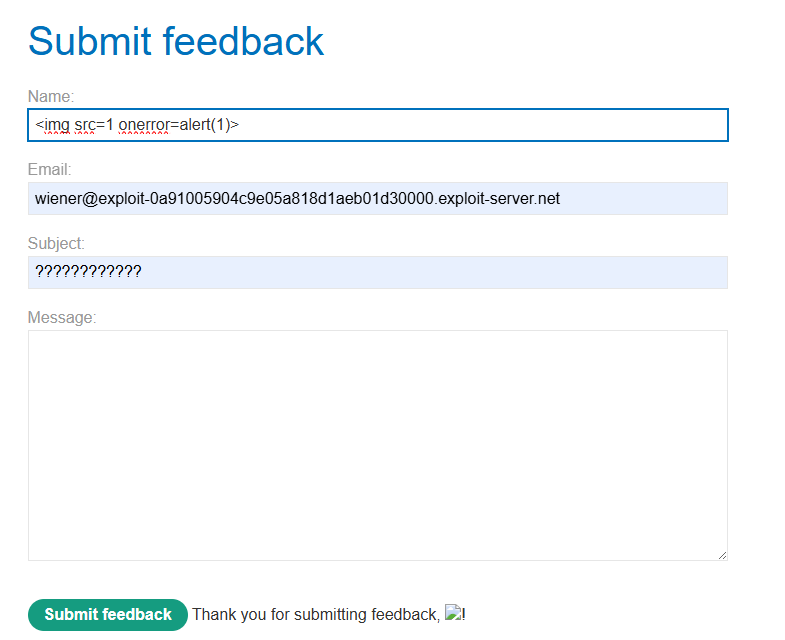 Submit feedback
Name:
<img src=1 onerror=alert(1)>
Email:
wiener@exploit-0a91005904c9e05a818d1aeb01d30000.exploit-server.net
Subject:
????????????
Message:
Submit feedback Thank you for submitting feedback, !